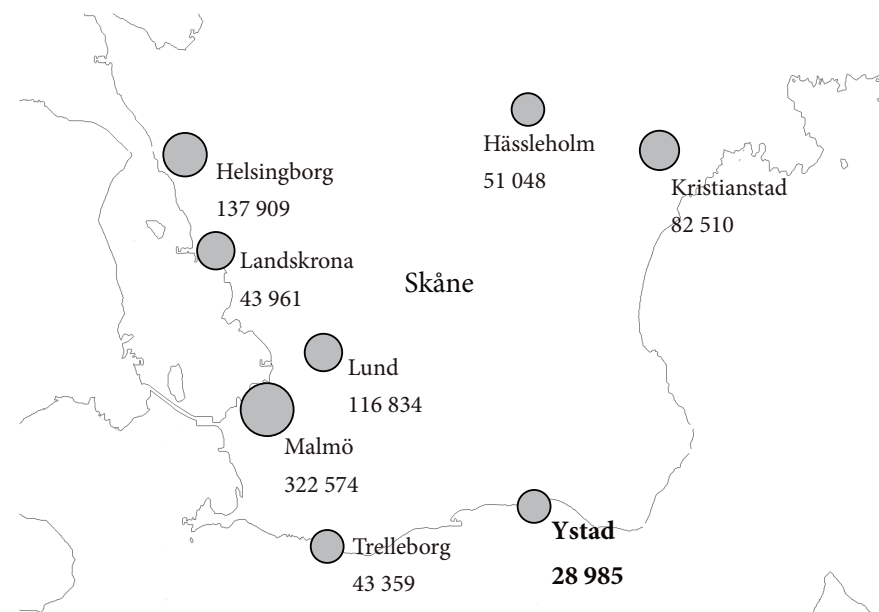 Hässleholm
51 048
Helsingborg
137 909
Kristianstad
82 510
Landskrona
43 961
Skåne
Lund
116 834
Malmö
322 574
Ystad
28 985
Trelleborg
43 359